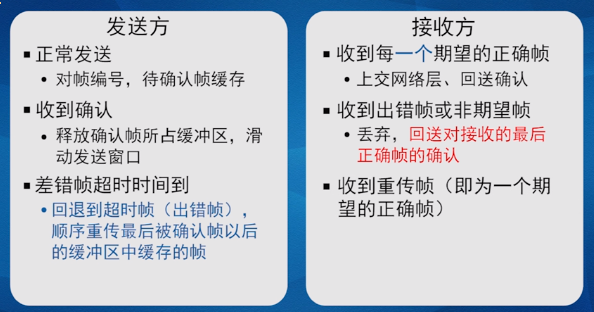 发送方
▪ 正常发送
• 对帧编号，待确认帧缓存
▪ 收到确认
• 释放确认帧所占缓冲区，滑
动发送窗口
▪ 差错帧超时时间到
• 回退到超时帧（出错帧），
顺序重传最后被确认帧以后
的缓冲区中缓存的帧
接收方
▪ 收到每一个期望的正确帧
• 上交网络层、回送确认
▪ 收到出错帧或非期望帧
• 丢弃，回送对接收的最后
正确帧的确认
▪ 收到重传帧（即为一个期
望的正确帧）